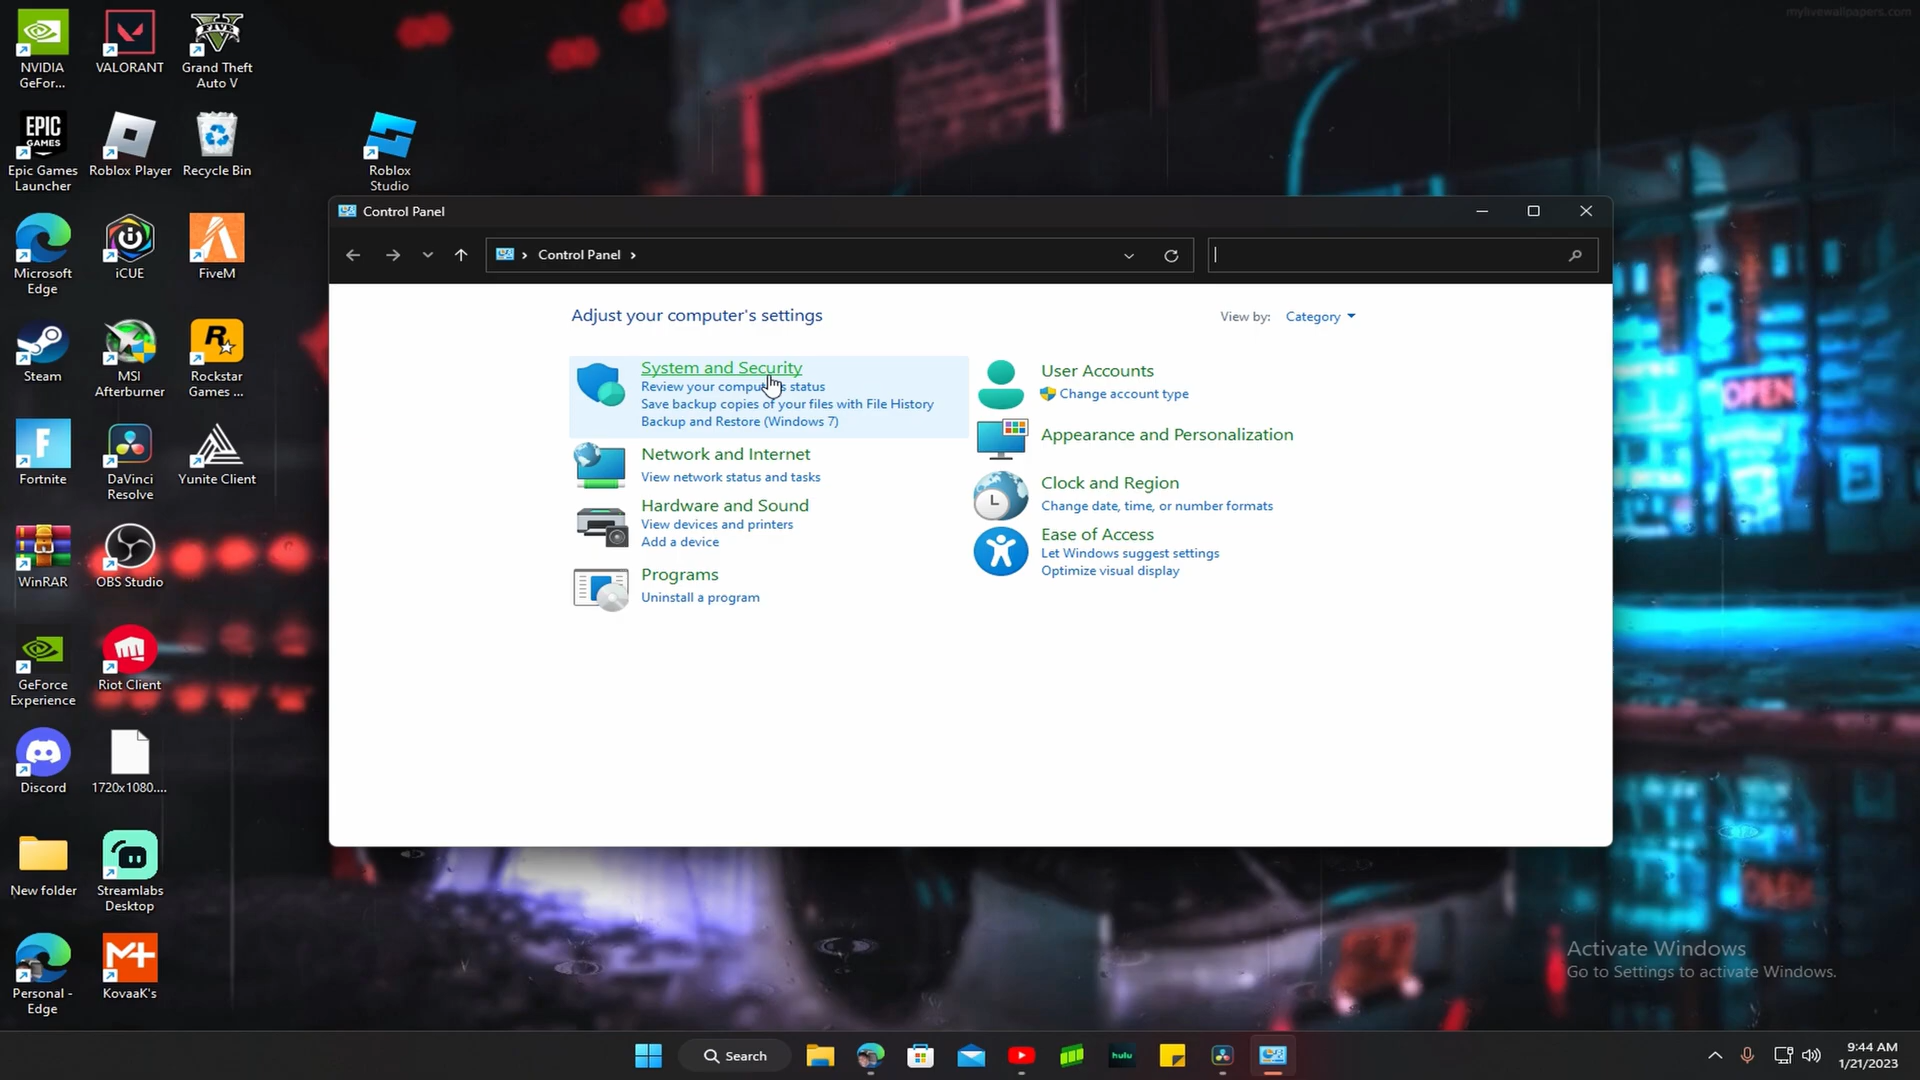 mylivewallpapers.com
NVIDIA
GeFor...
VALORANT
Grand Theft
Auto V
EPIC
GAMES
Epic Games
Launcher
Roblox Player
Recycle Bin
Roblox
Studio
Microsoft
Edge
iCUE
FiveM
Steam
MSI
Afterburner
R
Rockstar
Games ...
F
Fortnite
DaVinci
Resolve
Yunite Client
WinRAR
OBS Studio
GeForce
Experience
Riot Client
Discord
1720x1080....
New folder
Streamlabs
Desktop
Personal -
Edge
KovaaK's
Control Panel
Control Panel
Adjust your computer's settings
View by: Category
System and Security
Review your computer's status
Save backup copies of your files with File History
Backup and Restore (Windows 7)
Network and Internet
View network status and tasks
Hardware and Sound
View devices and printers
Add a device
Programs
Uninstall a program
User Accounts
Change account type
Appearance and Personalization
Clock and Region
Change date, time, or number formats
Ease of Access
Let Windows suggest settings
Optimize visual display
OPEN
OPEN
Activate Windows
Go to Settings to activate Windows.
Search
hulu
9:44 AM
1/21/2023